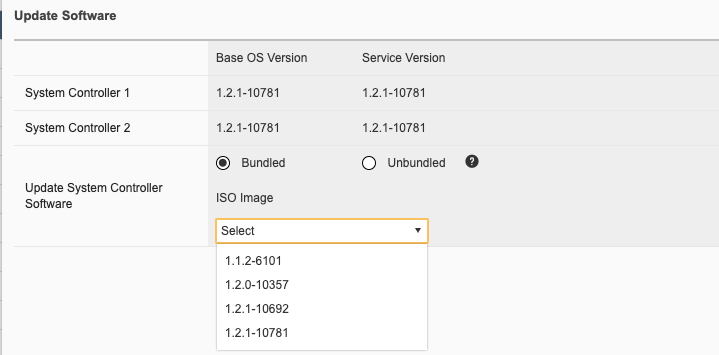 Update Software
Base OS Version Service Version
System Controller 1 1.2.1-10781 1.2.1-10781
System Controller 2 1.2.1-10781 1.2.1-10781
Bundled Unbundled ?
Update System Controller
Software
ISO Image
Select
1.1.2-6101
1.2.0-10357
1.2.1-10692
1.2.1-10781